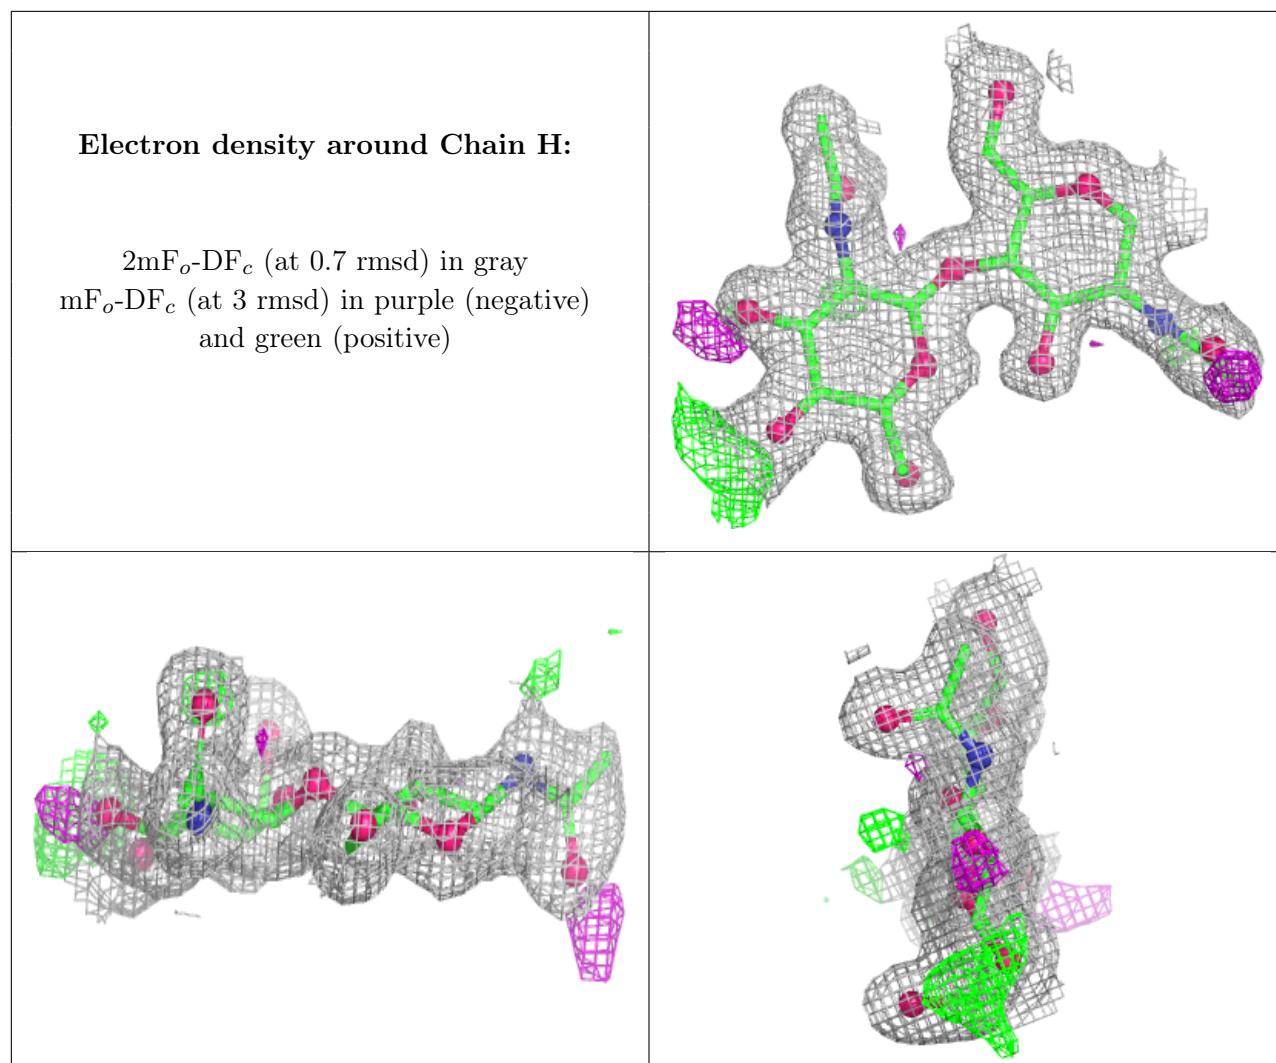 Electron density around Chain H:
2mFₒ-DF𝒸 (at 0.7 rmsd) in gray
mFₒ-DF𝒸 (at 3 rmsd) in purple (negative)
and green (positive)